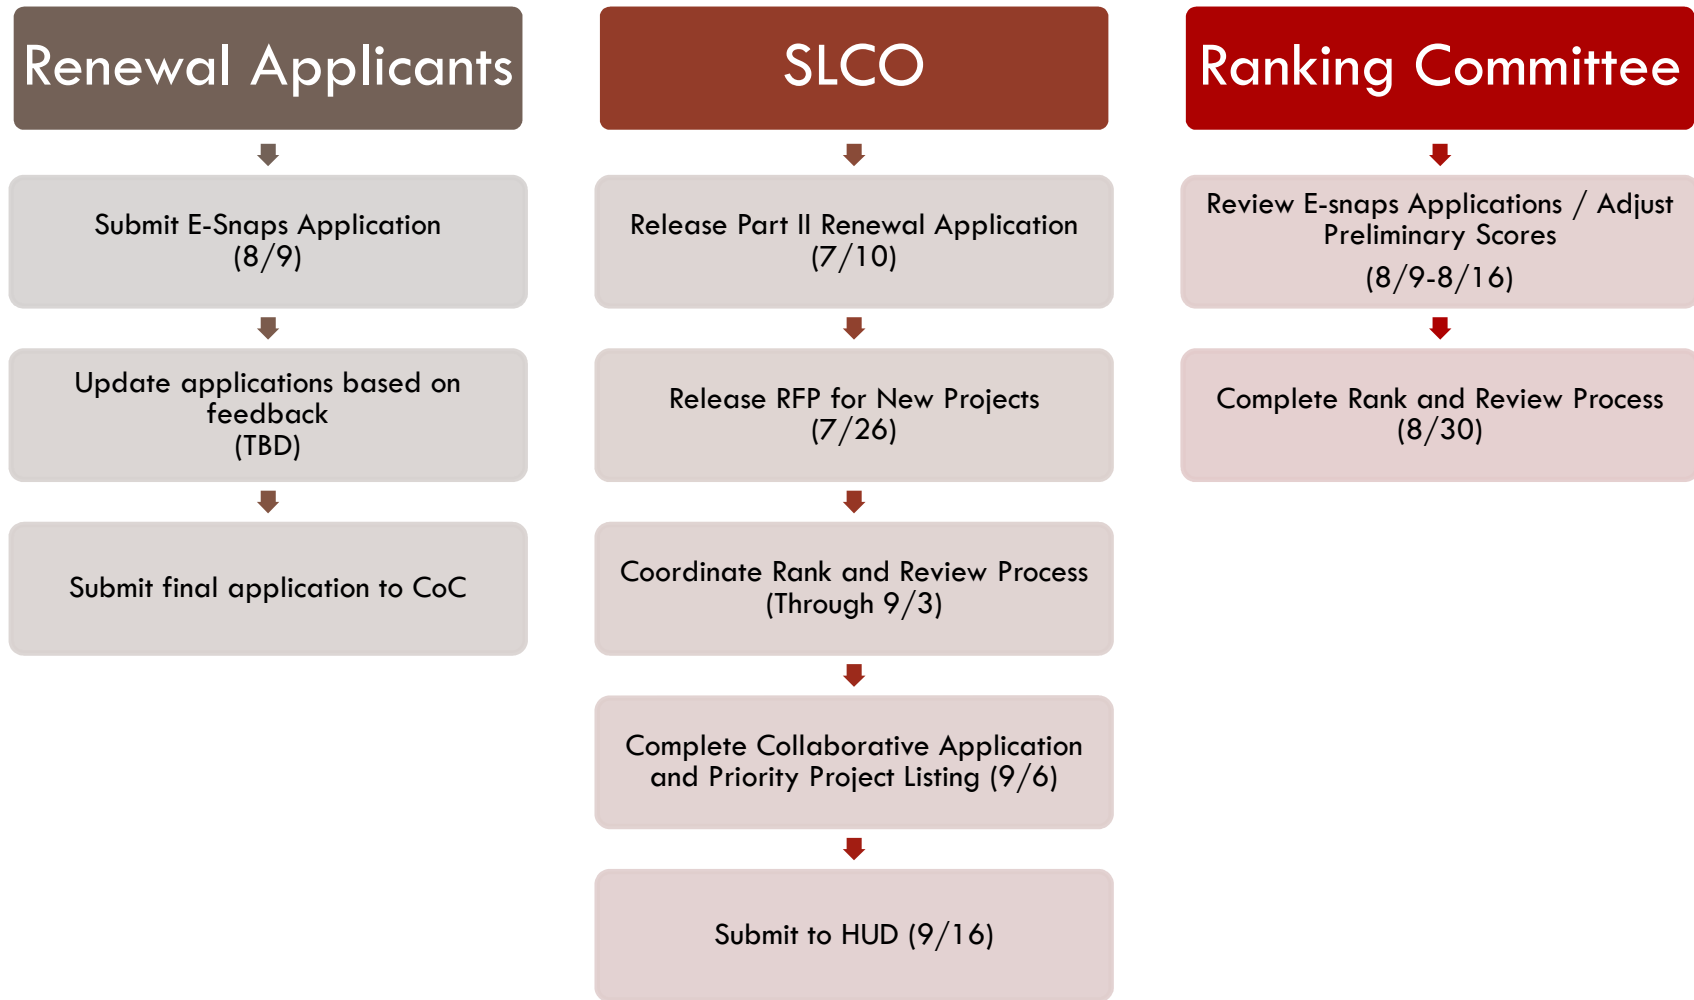 Renewal Applicants
Submit E-Snaps Application
(8/9)
Update applications based on
feedback
(TBD)
Submit final application to CoC
SLCO
Release Part II Renewal Application
(7/10)
Release RFP for New Projects
(7/26)
Coordinate Rank and Review Process
(Through 9/3)
Complete Collaborative Application
and Priority Project Listing (9/6)
Submit to HUD (9/16)
Ranking Committee
Review E-snaps Applications / Adjust
Preliminary Scores
(8/9-8/16)
Complete Rank and Review Process
(8/30)